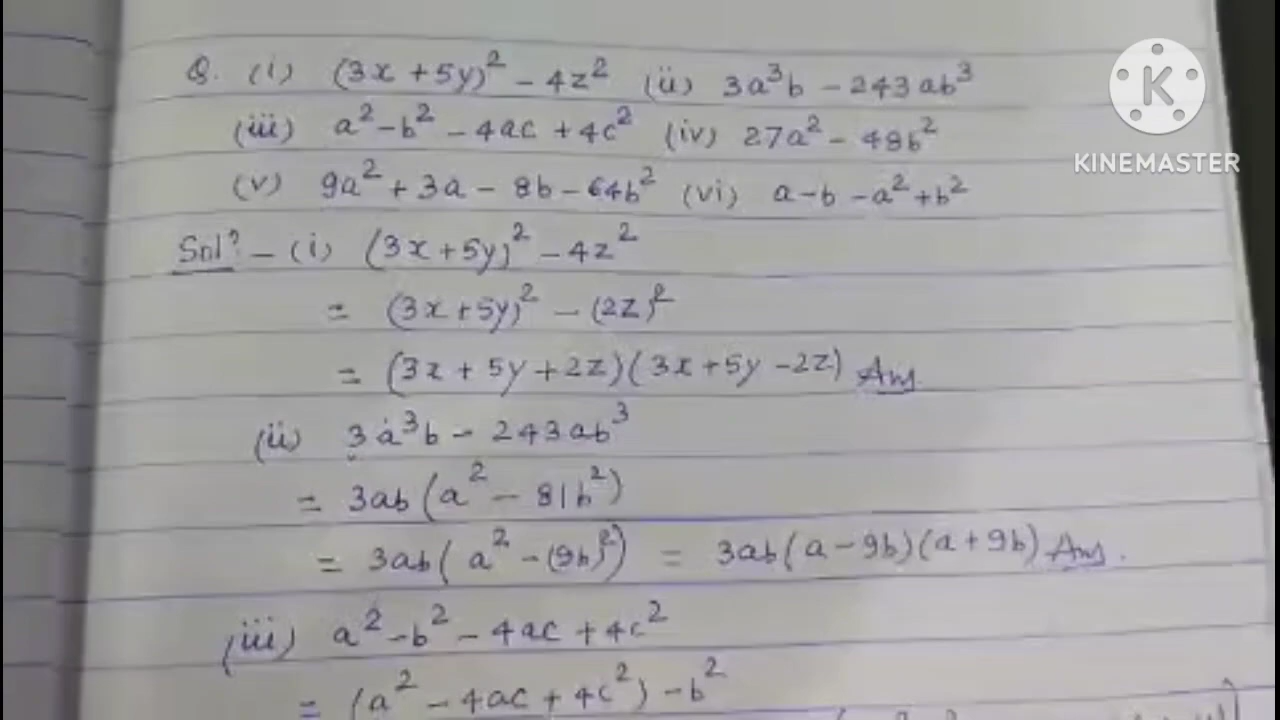 Q. (i) (3x + 5y)² - 4z² (ii) 3a³b - 243ab³
(iii) a² - b² - 4ac + 4c² (iv) 27a² - 48b²
(v) 9a² + 3a - 8b - 64b² (vi) a - b - a² + b²
Solⁿ - (i) (3x + 5y)² - 4z²
= (3x + 5y)² - (2z)²
= (3x + 5y + 2z)(3x + 5y - 2z) Ans
(ii) 3a³b - 243ab³
= 3ab(a² - 81b²)
= 3ab(a² - (9b)²) = 3ab(a - 9b)(a + 9b) Ans.
(iii) a² - b² - 4ac + 4c²
= (a² - 4ac + 4c²) - b²
K
KINEMASTER